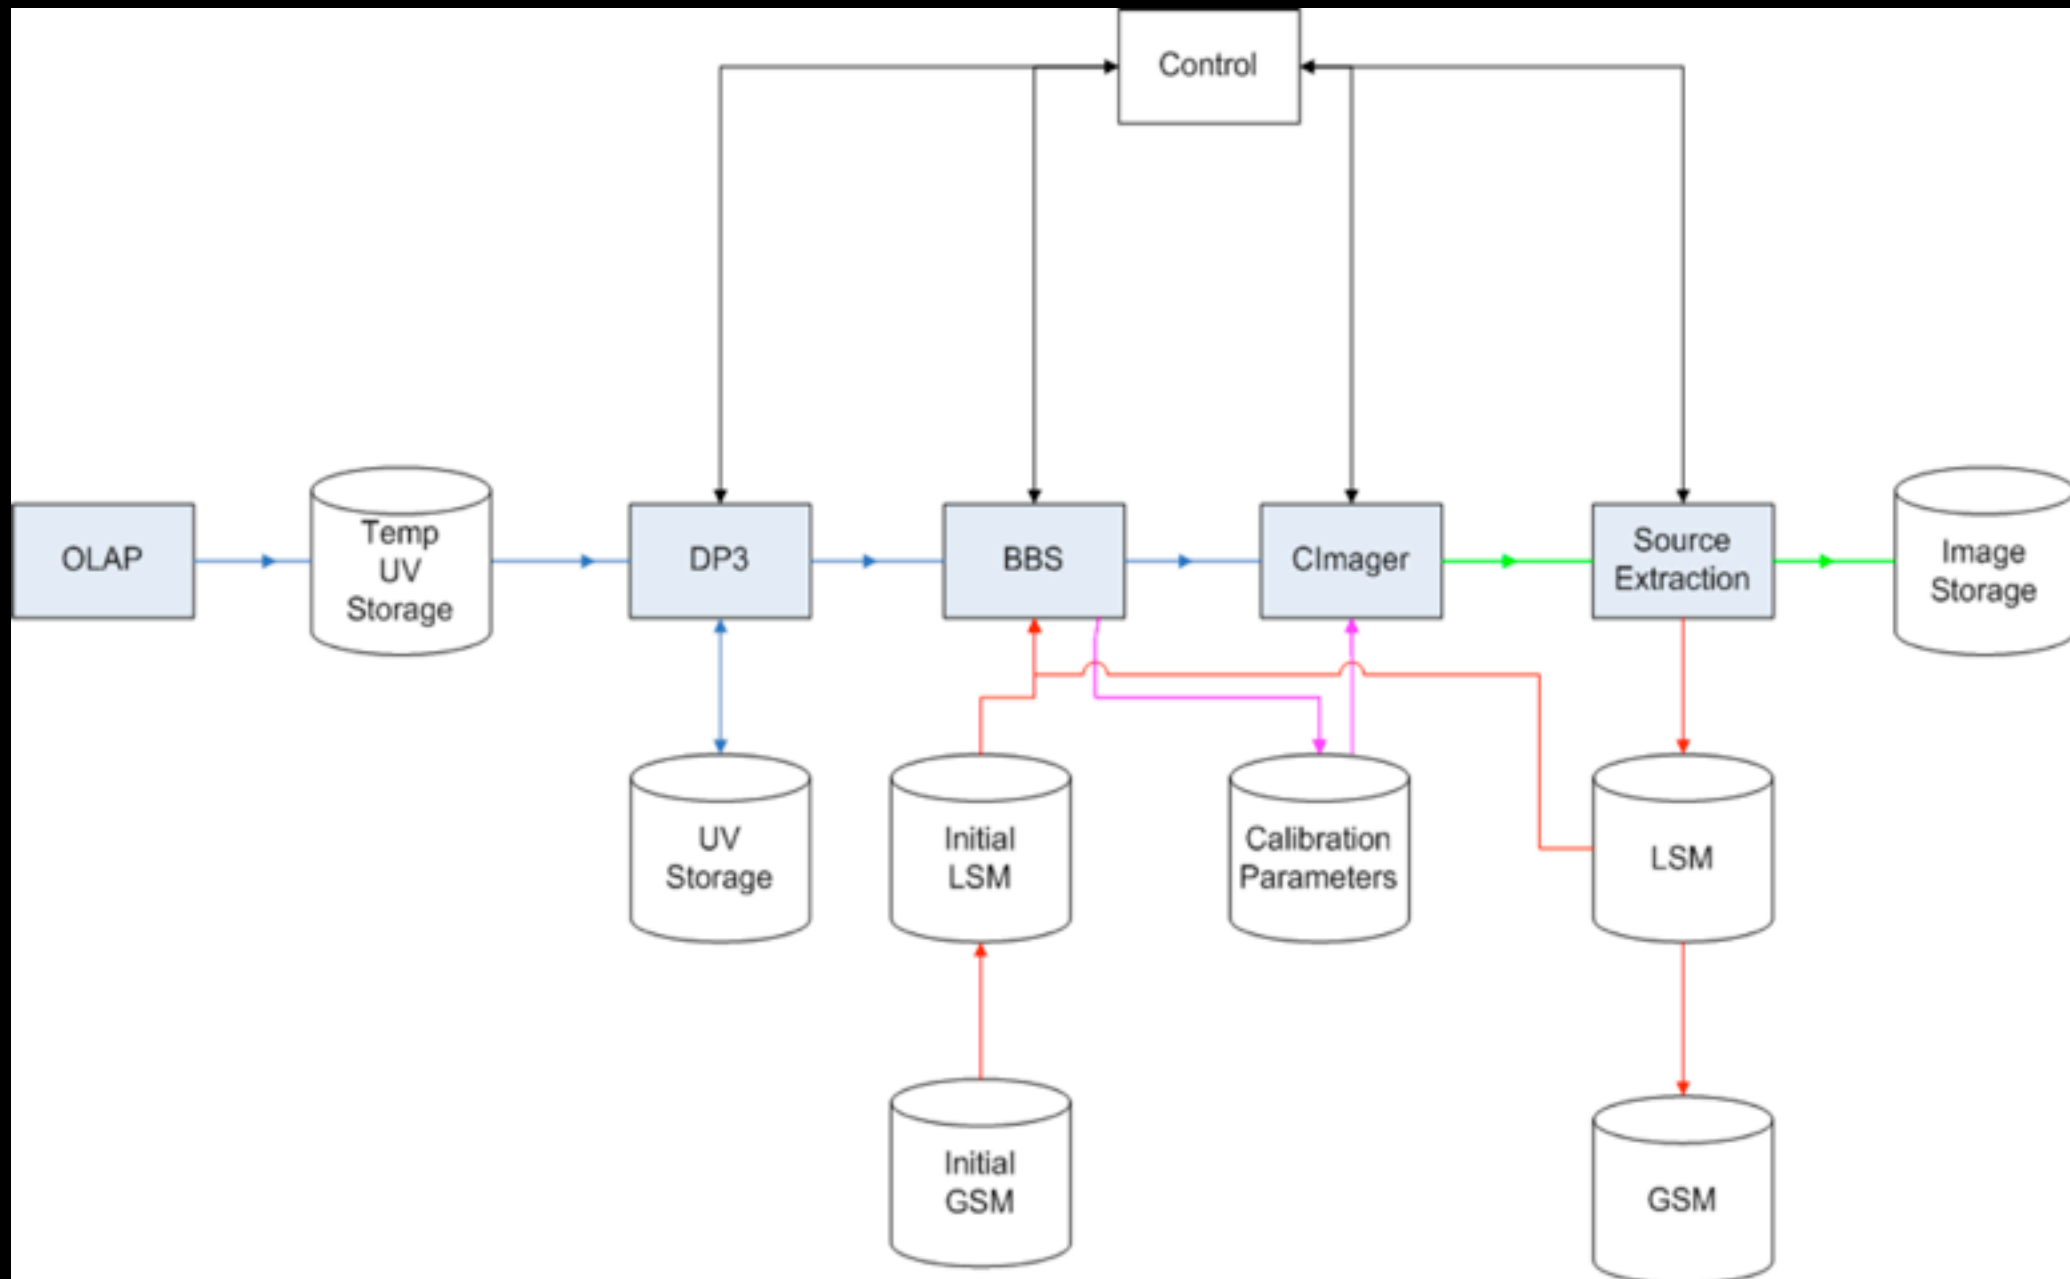 Control
OLAP
Temp
UV
Storage
DP3
BBS
CImager
Source
Extraction
Image
Storage
UV
Storage
Initial
LSM
Calibration
Parameters
LSM
Initial
GSM
GSM